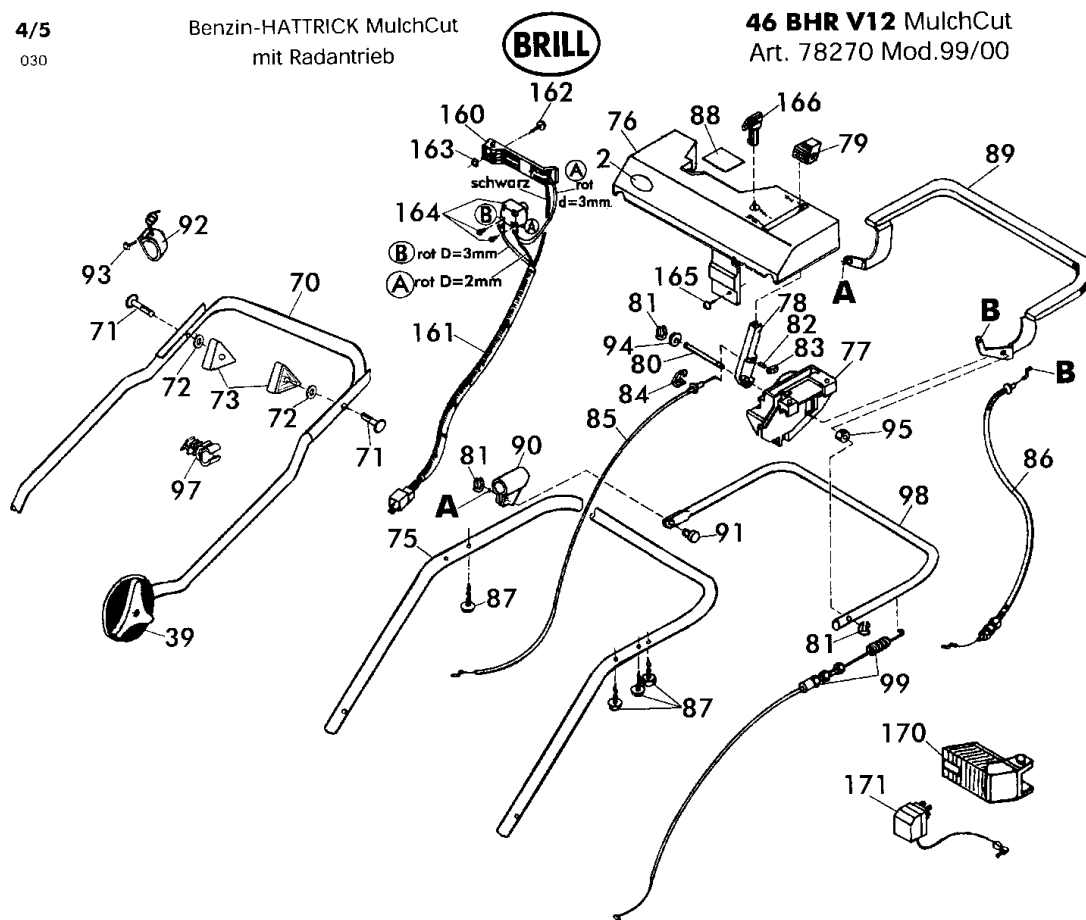 4/5
030
Benzin-HATTRICK MulchCut
mit Radantrieb
BRILL
46 BHR V12 MulchCut
Art. 78270 Mod.99/00
162
160
163
schwarz
A
rot
d=3mm
164
B
A
B rot D=3mm
A rot D=2mm
161
76
88
166
79
2
89
165
A
B
B
92
93
70
71
72
73
72
71
97
39
81
94
80
84
85
78
82
83
77
95
86
81
90
A
75
91
98
87
87
81
99
170
171